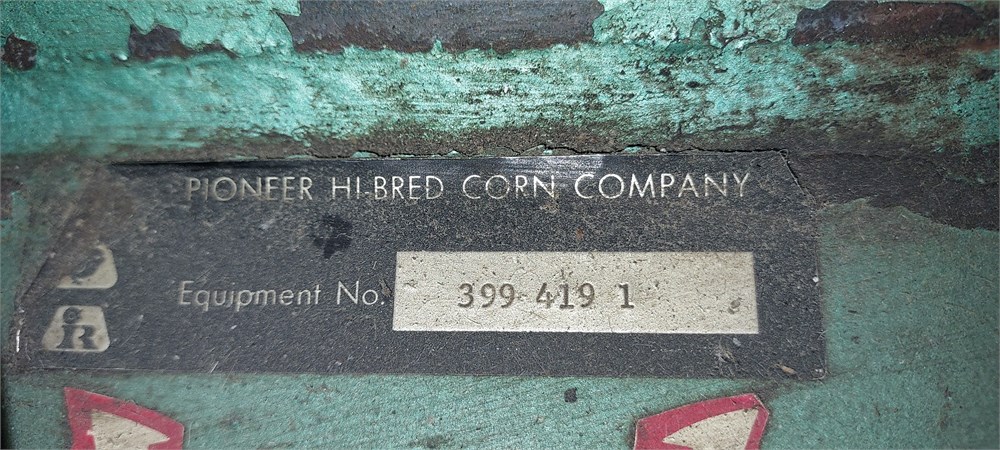 PIONEER HI-BRED CORN COMPANY
Equipment No. 399 419 1